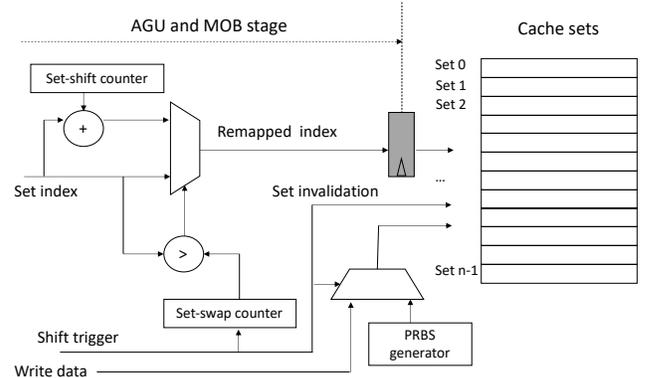 AGU and MOB stage
Cache sets
Set-shift counter
Set 0
Set 1
Set 2
+
Remapped index
...
Set index
Set invalidation
>
Set n-1
Set-swap counter
Shift trigger
PRBS
generator
Write data